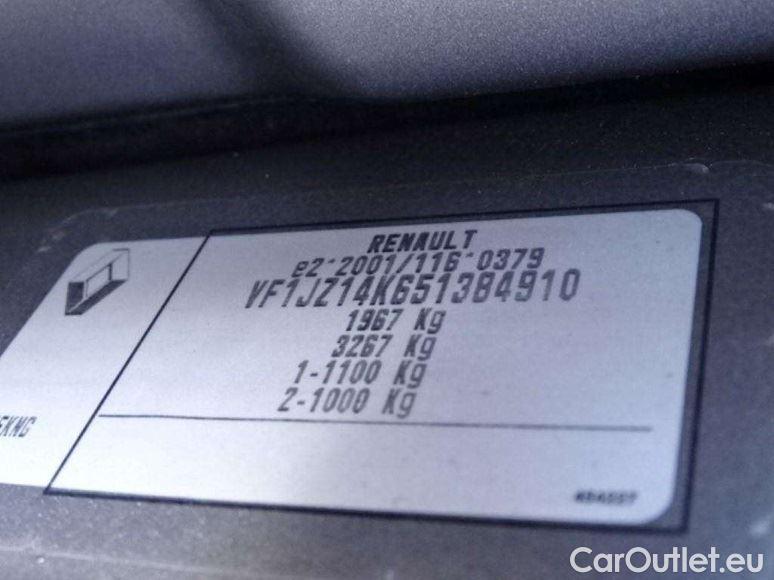 RENAULT
e2*2001/116*0379
VF1JZ14K651384910
1967 Kg
3267 Kg
1-1100 Kg
2-1000 Kg
CarOutlet.eu